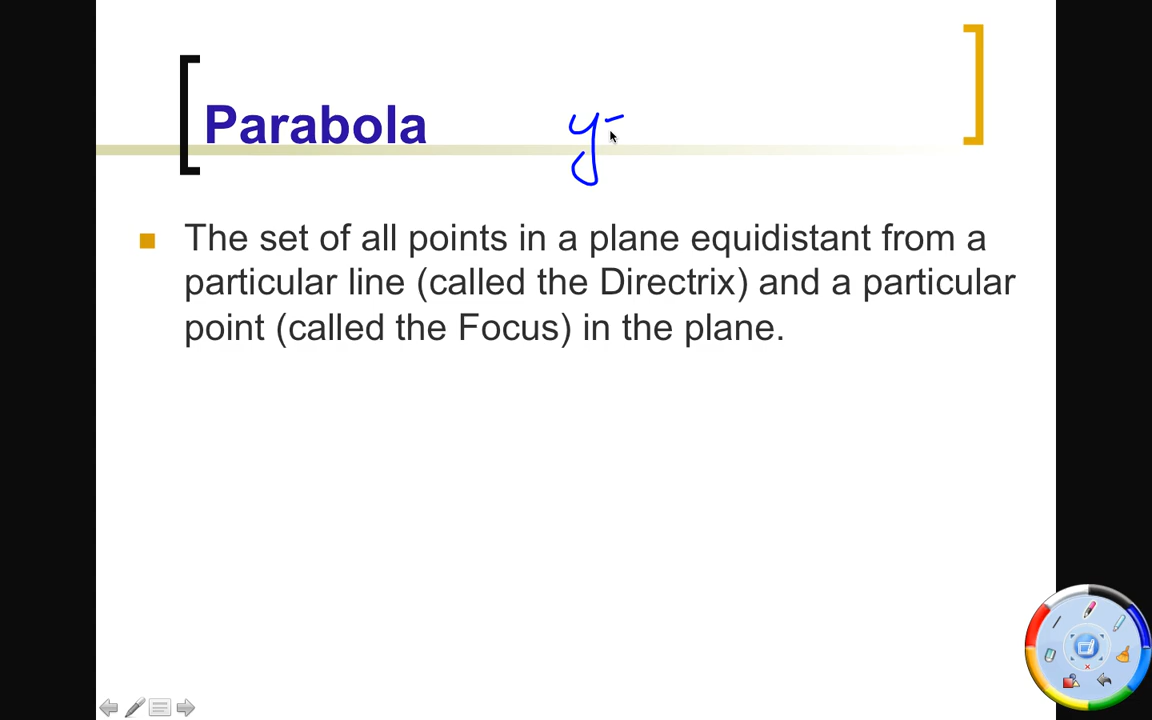 Parabola y-
The set of all points in a plane equidistant from a
particular line (called the Directrix) and a particular
point (called the Focus) in the plane.